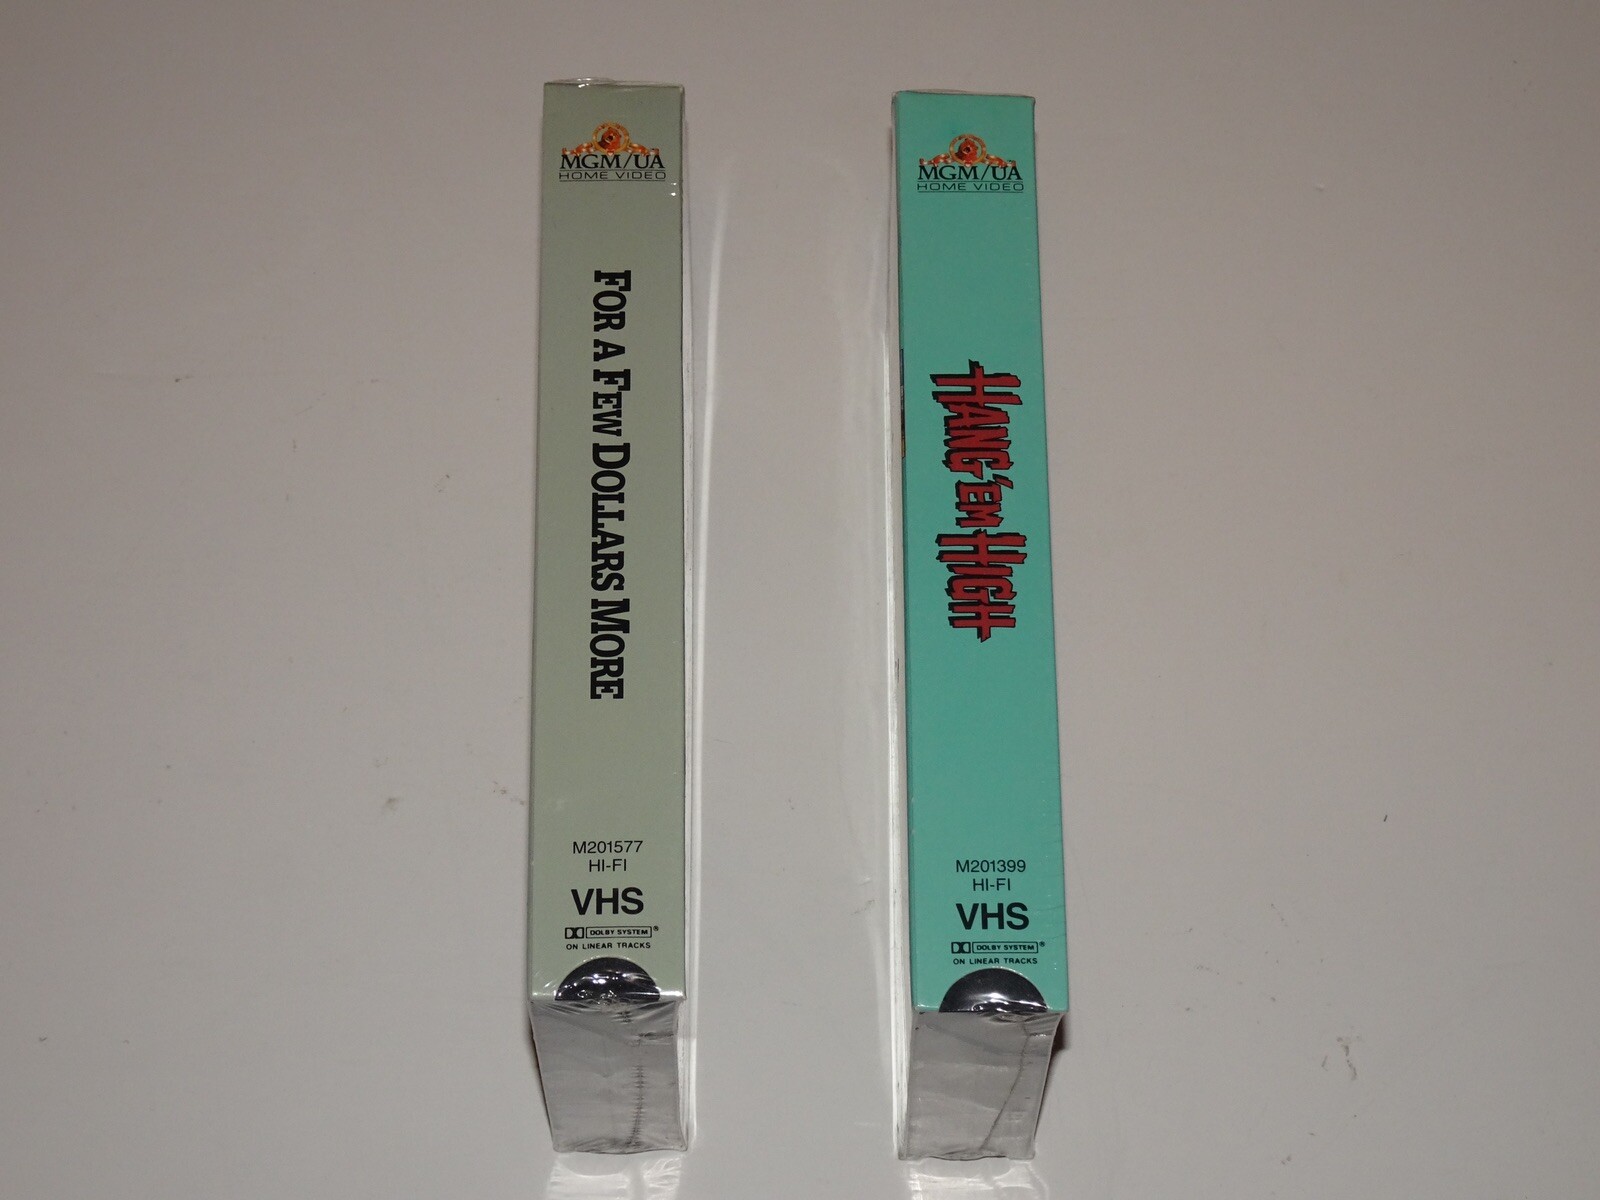 MGM/UA
HOME VIDEO
FOR A FEW DOLLARS MORE
M201577
HI-FI
VHS
DOLBY SYSTEM®
ON LINEAR TRACKS
MGM/UA
HOME VIDEO
HANG 'EM HIGH
M201399
HI-FI
VHS
DOLBY SYSTEM®
ON LINEAR TRACKS